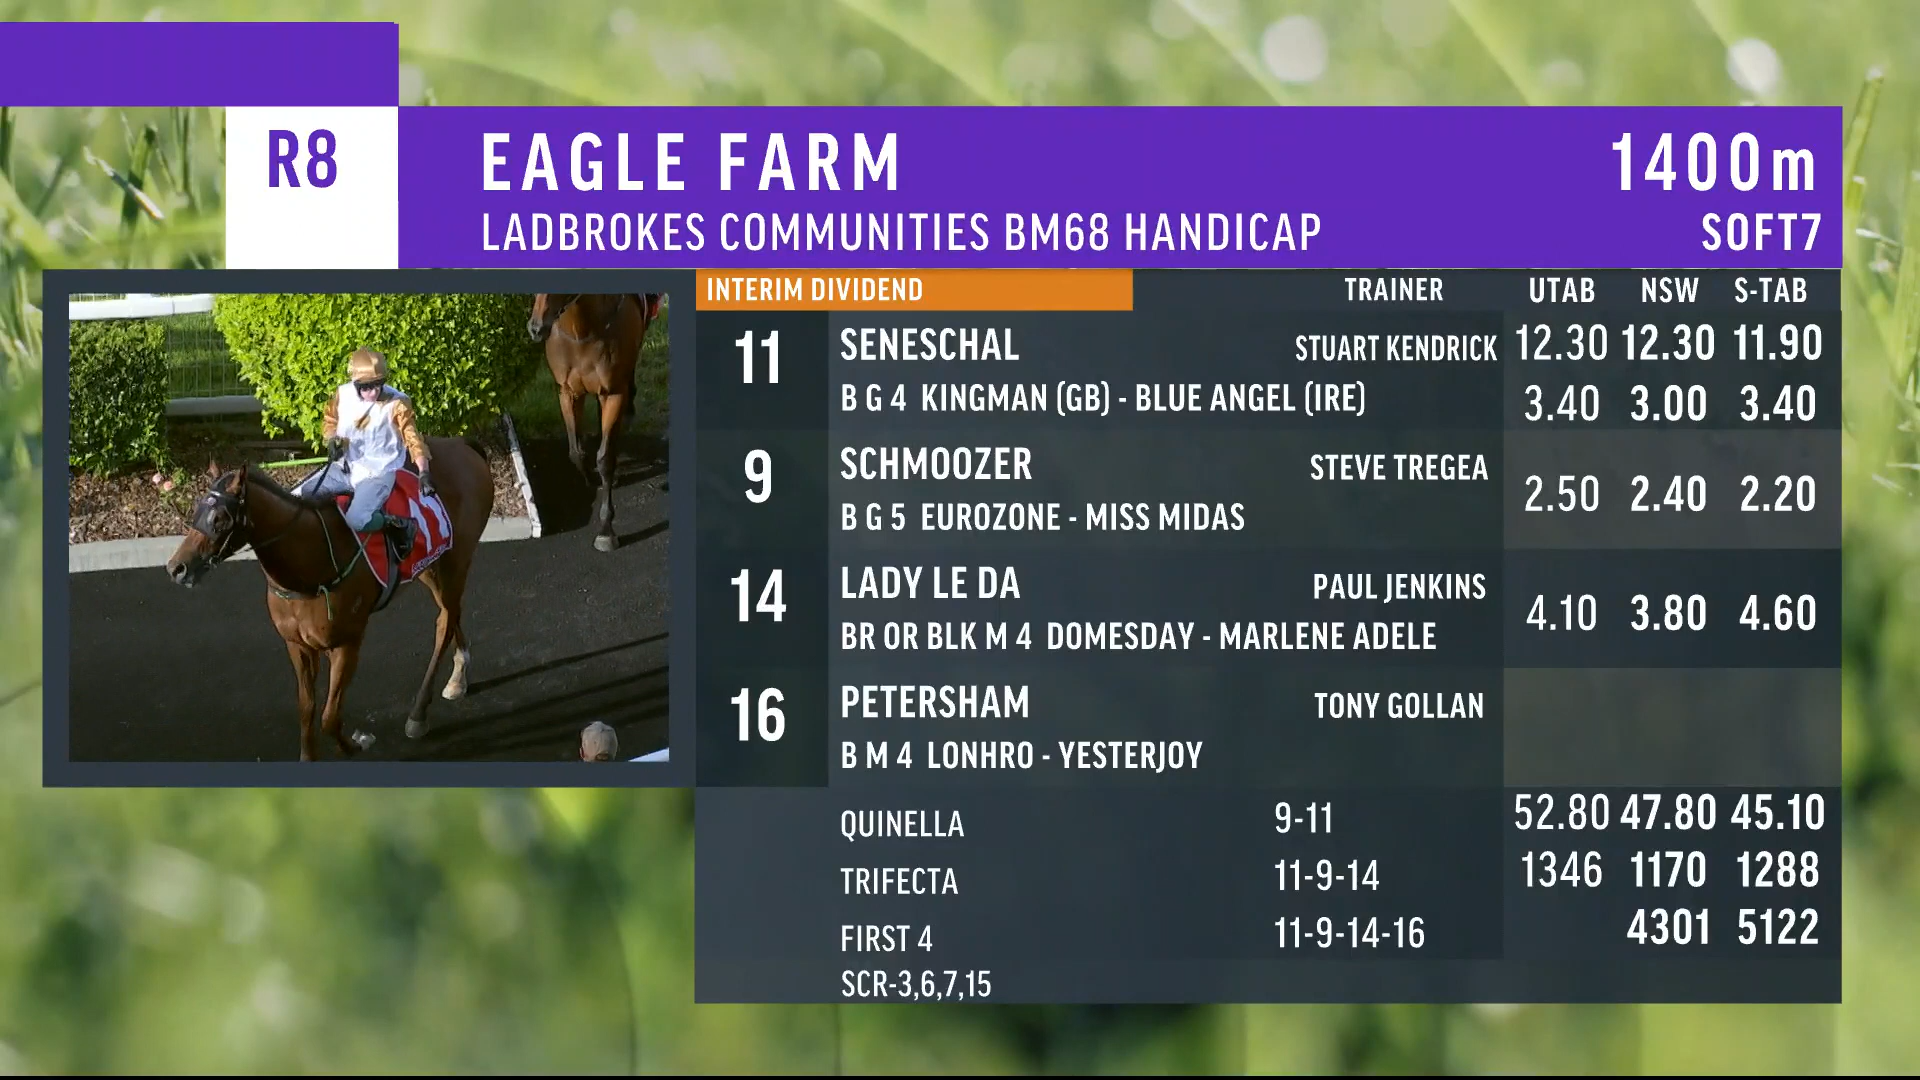 R8
EAGLE FARM
1400m
LADBROKES COMMUNITIES BM68 HANDICAP
SOFT7
INTERIM DIVIDEND TRAINER UTAB NSW S-TAB
11 SENESCHAL STUART KENDRICK 12.30 12.30 11.90
B G 4 KINGMAN (GB) - BLUE ANGEL (IRE) 3.40 3.00 3.40
9 SCHMOOZER STEVE TREGEA 2.50 2.40 2.20
B G 5 EUROZONE - MISS MIDAS
14 LADY LE DA PAUL JENKINS 4.10 3.80 4.60
BR OR BLK M 4 DOMESDAY - MARLENE ADELE
16 PETERSHAM TONY GOLLAN
B M 4 LONHRO - YESTERJOY
QUINELLA 9-11 52.80 47.80 45.10
TRIFECTA 11-9-14 1346 1170 1288
FIRST 4 11-9-14-16 4301 5122
SCR-3,6,7,15